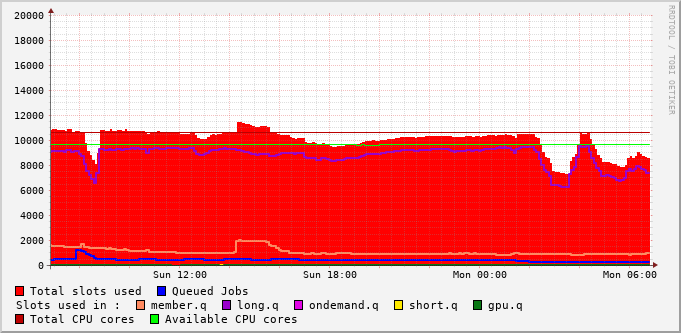 20000
18000
16000
14000
12000
10000
8000
6000
4000
2000
0
Sun 12:00 Sun 18:00 Mon 00:00 Mon 06:00
RRDTOOL / TOBI OETIKER
Total slots used Queued Jobs
Slots used in : member.q long.q ondemand.q short.q gpu.q
Total CPU cores Available CPU cores